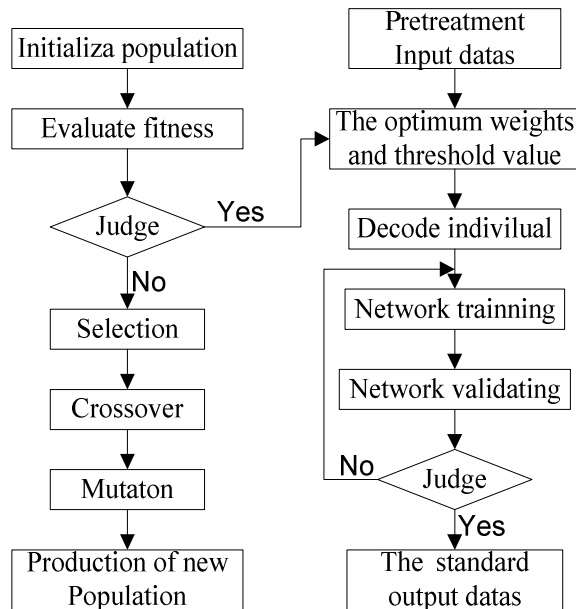 Initializa population
Evaluate fitness
Judge
Yes
No
Selection
Crossover
Mutaton
Production of new
Population
Pretreatment
Input datas
The optimum weights
and threshold value
Decode indivilual
Network trainning
Network validating
No
Judge
Yes
The standard
output datas